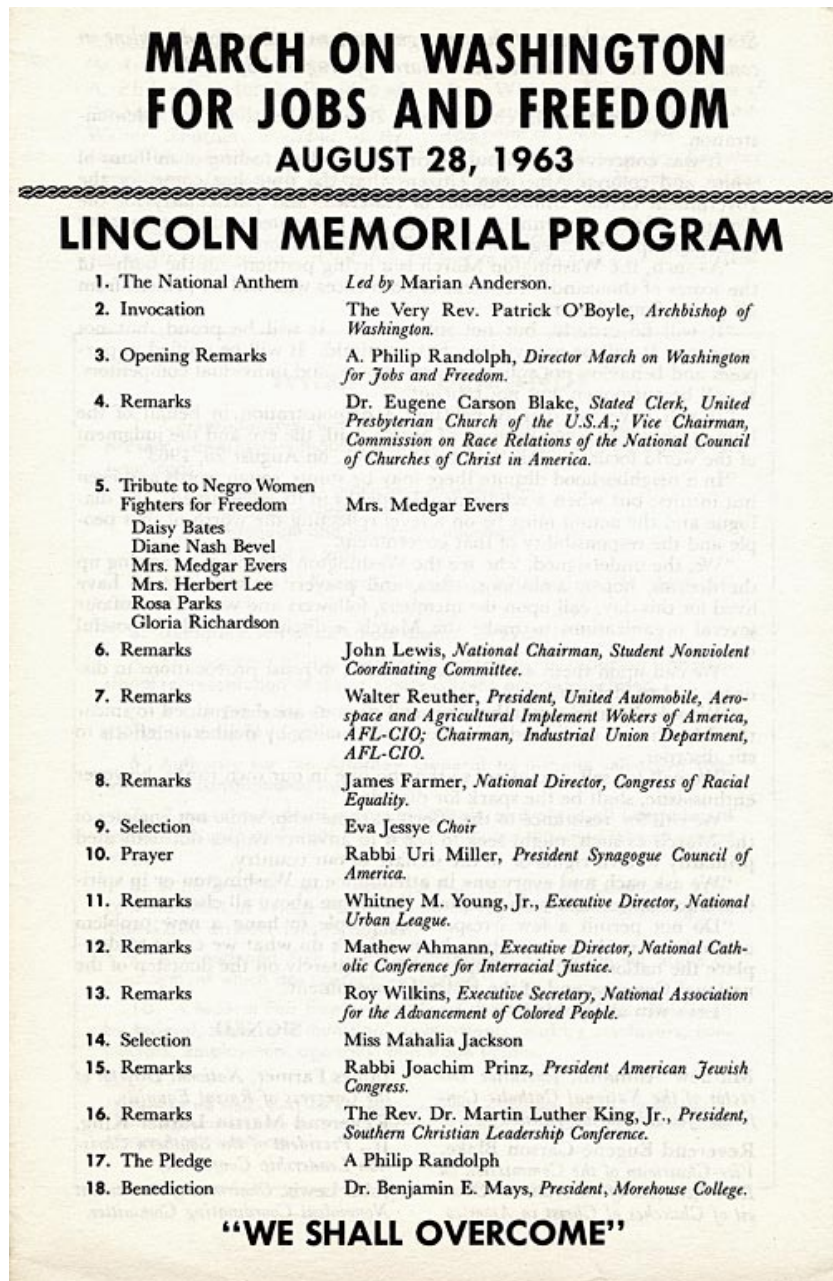 MARCH ON WASHINGTON
FOR JOBS AND FREEDOM
AUGUST 28, 1963
LINCOLN MEMORIAL PROGRAM
1. The National Anthem Led by Marian Anderson.
2. Invocation The Very Rev. Patrick O'Boyle, Archbishop of
Washington.
3. Opening Remarks A. Philip Randolph, Director March on Washington
for Jobs and Freedom.
4. Remarks Dr. Eugene Carson Blake, Stated Clerk, United
Presbyterian Church of the U.S.A.; Vice Chairman,
Commission on Race Relations of the National Council
of Churches of Christ in America.
5. Tribute to Negro Women
Fighters for Freedom Mrs. Medgar Evers
Daisy Bates
Diane Nash Bevel
Mrs. Medgar Evers
Mrs. Herbert Lee
Rosa Parks
Gloria Richardson
6. Remarks John Lewis, National Chairman, Student Nonviolent
Coordinating Committee.
7. Remarks Walter Reuther, President, United Automobile, Aero-
space and Agricultural Implement Wokers of America,
AFL-CIO; Chairman, Industrial Union Department,
AFL-CIO.
8. Remarks James Farmer, National Director, Congress of Racial
Equality.
9. Selection Eva Jessye Choir
10. Prayer Rabbi Uri Miller, President Synagogue Council of
America.
11. Remarks Whitney M. Young, Jr., Executive Director, National
Urban League.
12. Remarks Mathew Ahmann, Executive Director, National Cath-
olic Conference for Interracial Justice.
13. Remarks Roy Wilkins, Executive Secretary, National Association
for the Advancement of Colored People.
14. Selection Miss Mahalia Jackson
15. Remarks Rabbi Joachim Prinz, President American Jewish
Congress.
16. Remarks The Rev. Dr. Martin Luther King, Jr., President,
Southern Christian Leadership Conference.
17. The Pledge A Philip Randolph
18. Benediction Dr. Benjamin E. Mays, President, Morehouse College.
"WE SHALL OVERCOME"